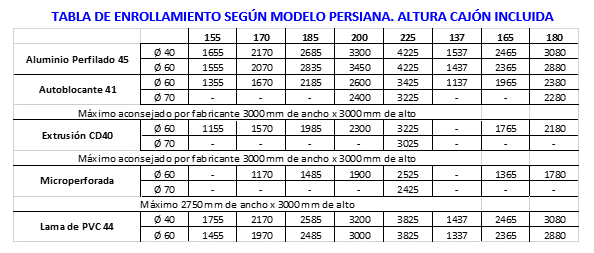 TABLA DE ENROLLAMIENTO SEGÚN MODELO PERSIANA. ALTURA CAJÓN INCLUIDA
155 170 185 200 225 137 165 180
Aluminio Perfilado 45 Ø 40 1655 2170 2685 3300 4225 1537 2465 3080
Ø 60 1555 2070 2835 3450 4225 1437 2365 2880
Autoblocante 41 Ø 60 1355 1670 2185 2600 3425 1137 1965 2380
Ø 70 - - - 2400 3225 - - 2280
Máximo aconsejado por fabricante 3000mm de ancho x 3000mm de alto
Extrusión CD40 Ø 60 1155 1570 1985 2300 3225 - 1765 2180
Ø 70 - - - - 3025 - - -
Máximo aconsejado por fabricante 3000mm de ancho x 3000mm de alto
Microperforada Ø 60 - 1170 1485 1900 2525 - 1365 1780
Ø 70 - - - - 2425 - - -
Máximo 2750mm de ancho x 3000mm de alto
Lama de PVC 44 Ø 40 1755 2170 2585 3200 3825 1437 2465 3080
Ø 60 1455 1970 2485 3000 3825 1337 2365 2880